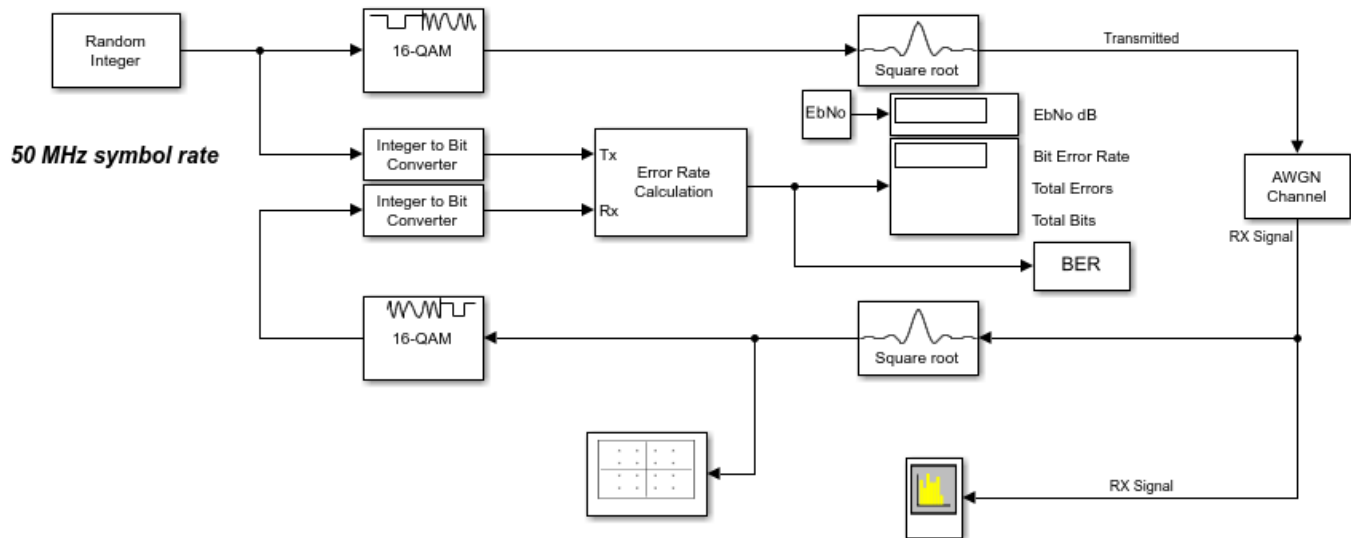 Random
Integer
16-QAM
Square root
Transmitted
EbNo
EbNo dB
50 MHz symbol rate
Integer to Bit
Converter
Tx
Error Rate
Calculation
Bit Error Rate
AWGN
Channel
Integer to Bit
Converter
Rx
Total Errors
Total Bits
RX Signal
BER
16-QAM
Square root
RX Signal